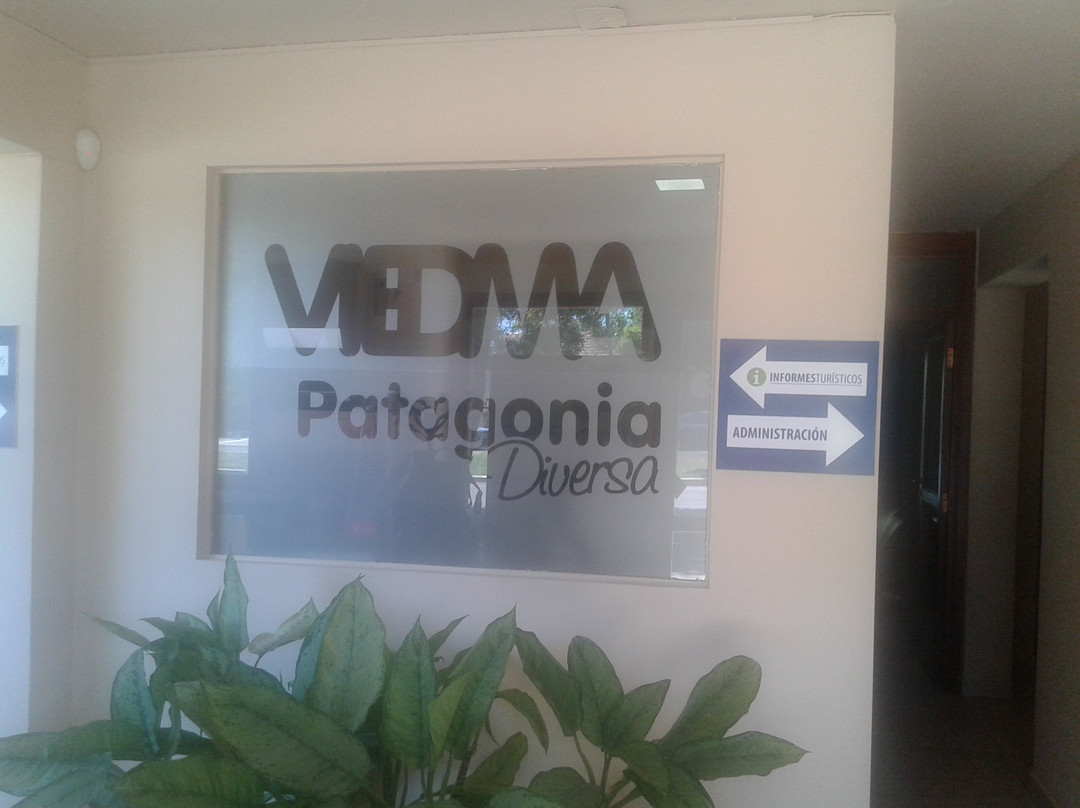 VIEDMA
Patagonia
Diversa
i INFORMESTURÍSTICOS
ADMINISTRACIÓN